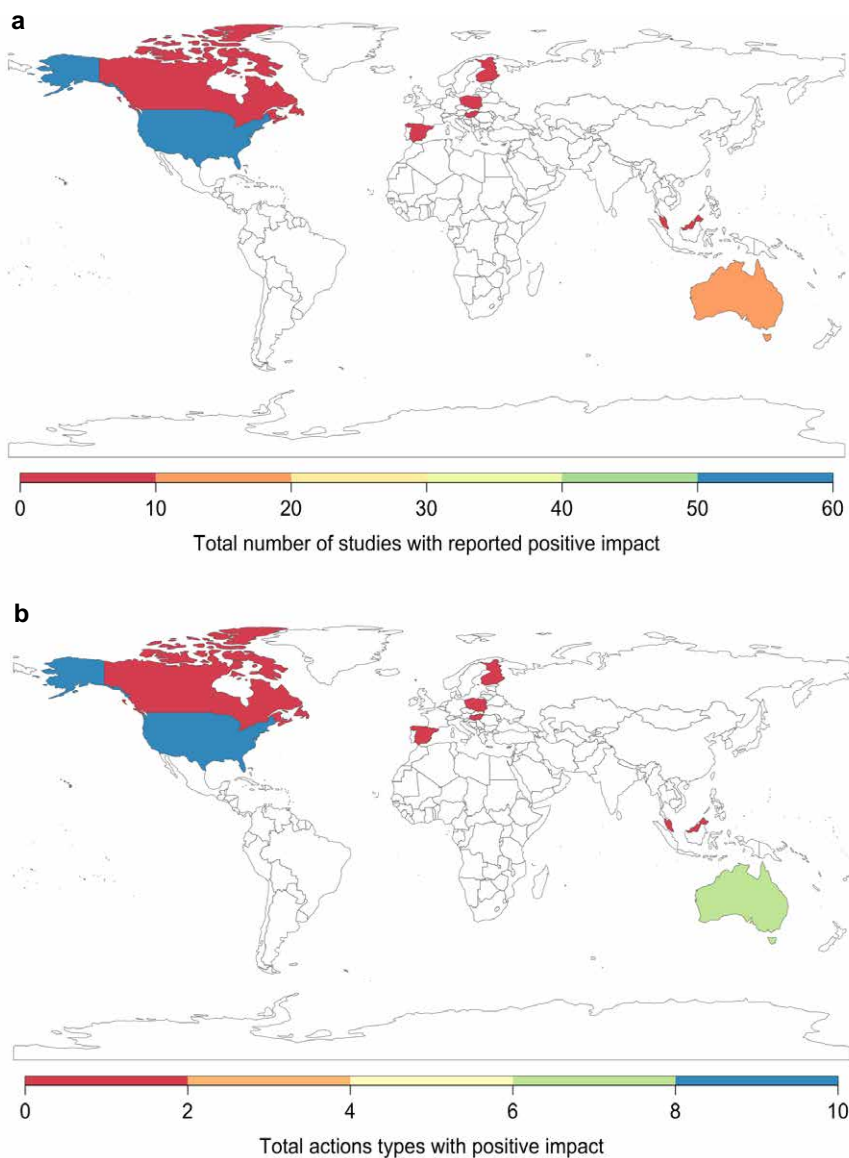 a
0 10 20 30 40 50 60
Total number of studies with reported positive impact
b
0 2 4 6 8 10
Total actions types with positive impact